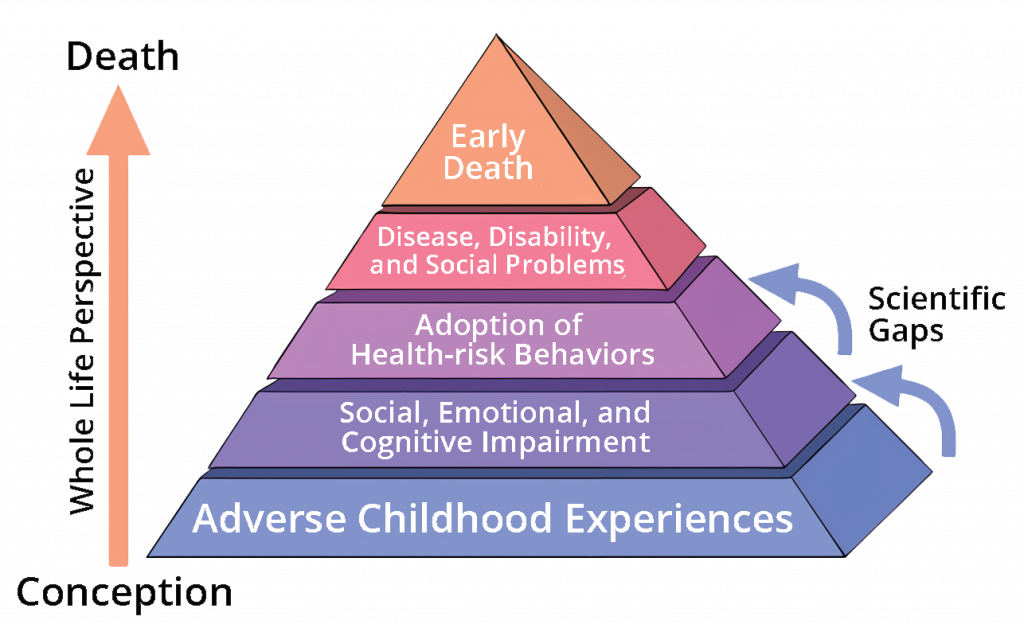 Death
Whole Life Perspective
Conception
Early
Death
Disease, Disability,
and Social Problems
Adoption of
Health-risk Behaviors
Social, Emotional, and
Cognitive Impairment
Adverse Childhood Experiences
Scientific
Gaps